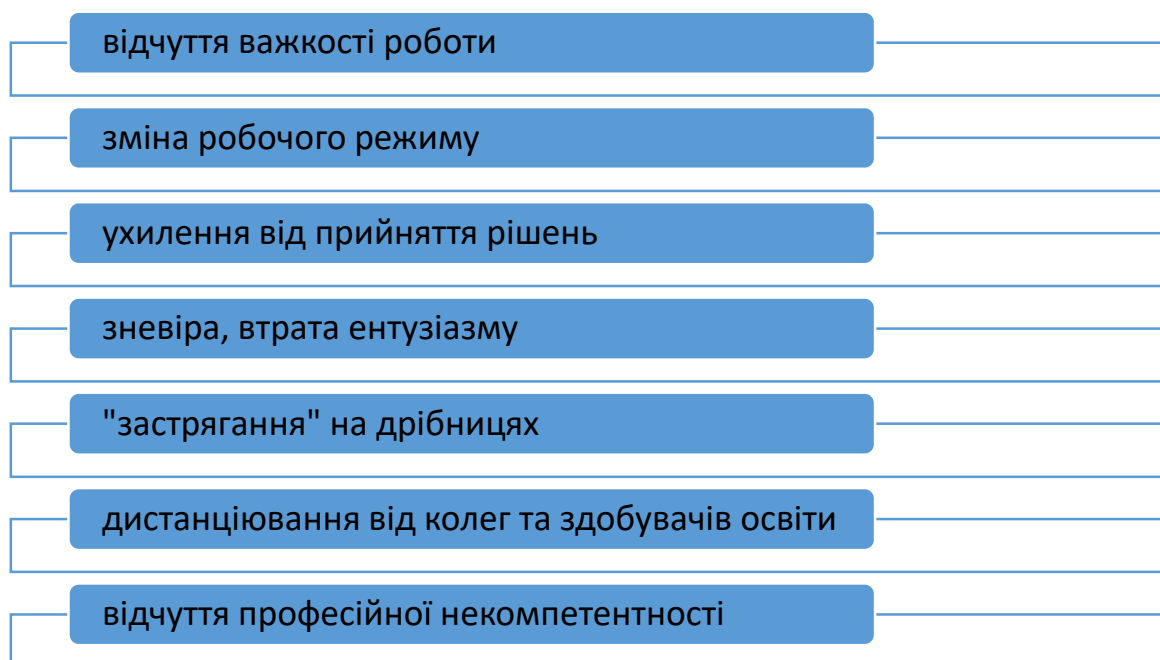 відчуття важкості роботи
зміна робочого режиму
ухилення від прийняття рішень
зневіра, втрата ентузіазму
"застрягання" на дрібницях
дистанціювання від колег та здобувачів освіти
відчуття професійної некомпетентності